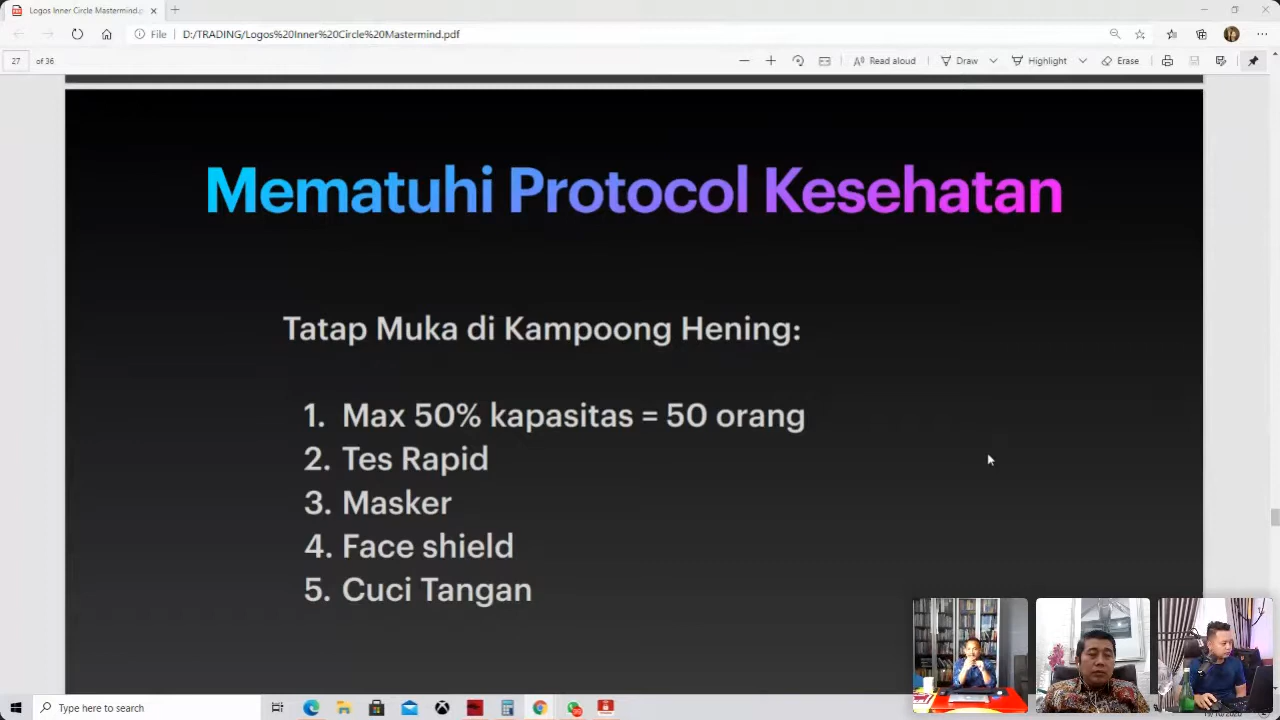 Logos Inner Circle Mastermind.p
File
D:/TRADING/Logos%20Inner%20Circle%20Mastermind.pdf
27 of 36
Read aloud
Draw
Highlight
Erase
Mematuhi Protocol Kesehatan
Tatap Muka di Kampoong Hening:
1. Max 50% kapasitas = 50 orang
2. Tes Rapid
3. Masker
4. Face shield
5. Cuci Tangan
Type here to search